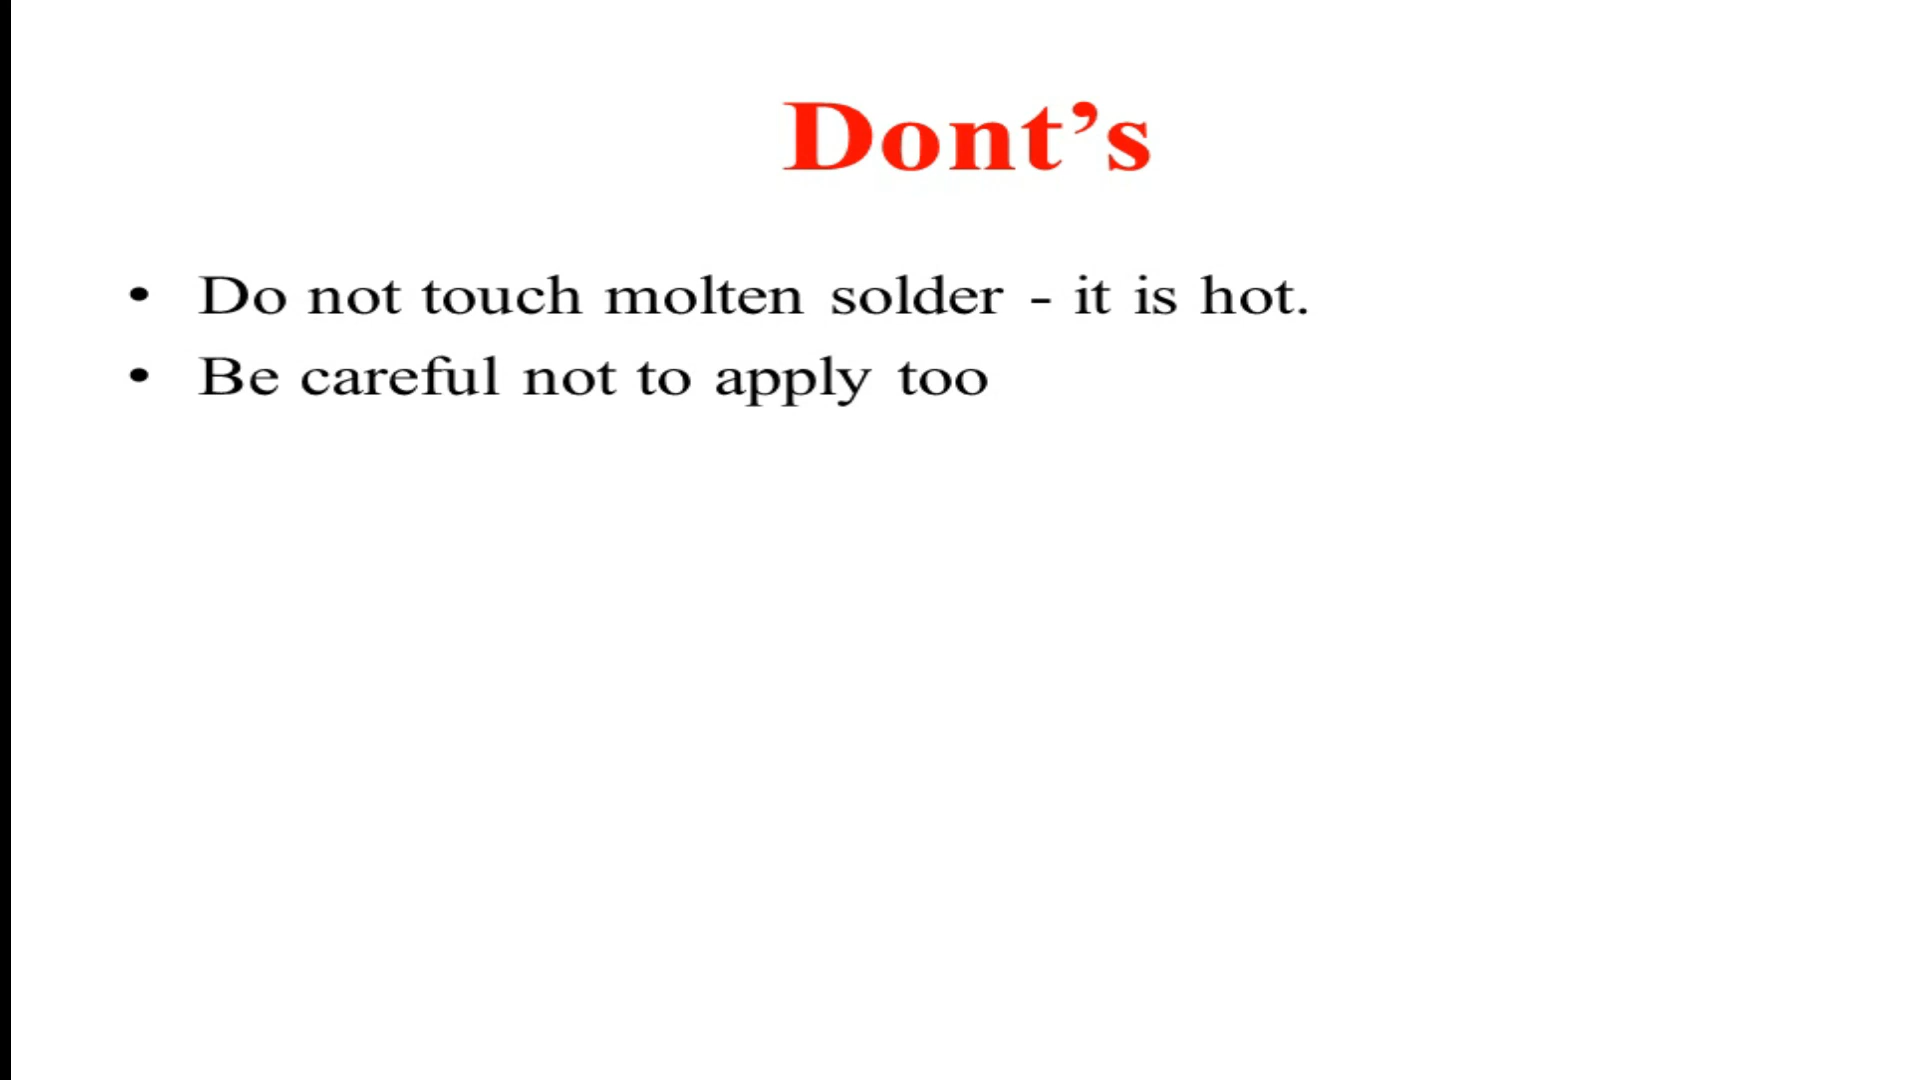 Dont’s
• Do not touch molten solder - it is hot.
• Be careful not to apply too